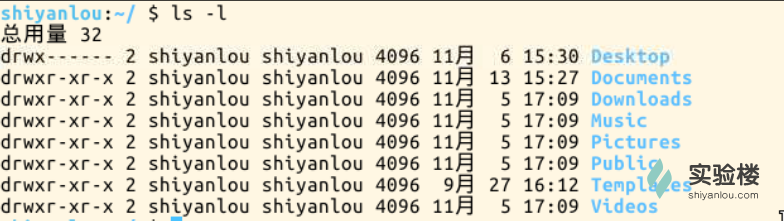 shiyanlou:~/ $ ls -l
总用量 32
drwx------ 2 shiyanlou shiyanlou 4096 11月  6 15:30 Desktop
drwxr-xr-x 2 shiyanlou shiyanlou 4096 11月 13 15:27 Documents
drwxr-xr-x 2 shiyanlou shiyanlou 4096 11月  5 17:09 Downloads
drwxr-xr-x 2 shiyanlou shiyanlou 4096 11月  5 17:09 Music
drwxr-xr-x 2 shiyanlou shiyanlou 4096 11月  5 17:09 Pictures
drwxr-xr-x 2 shiyanlou shiyanlou 4096 11月  5 17:09 Public
drwxr-xr-x 2 shiyanlou shiyanlou 4096  9月 27 16:12 Templates
drwxr-xr-x 2 shiyanlou shiyanlou 4096 11月  5 17:09 Videos
实验楼
shiyanlou.com